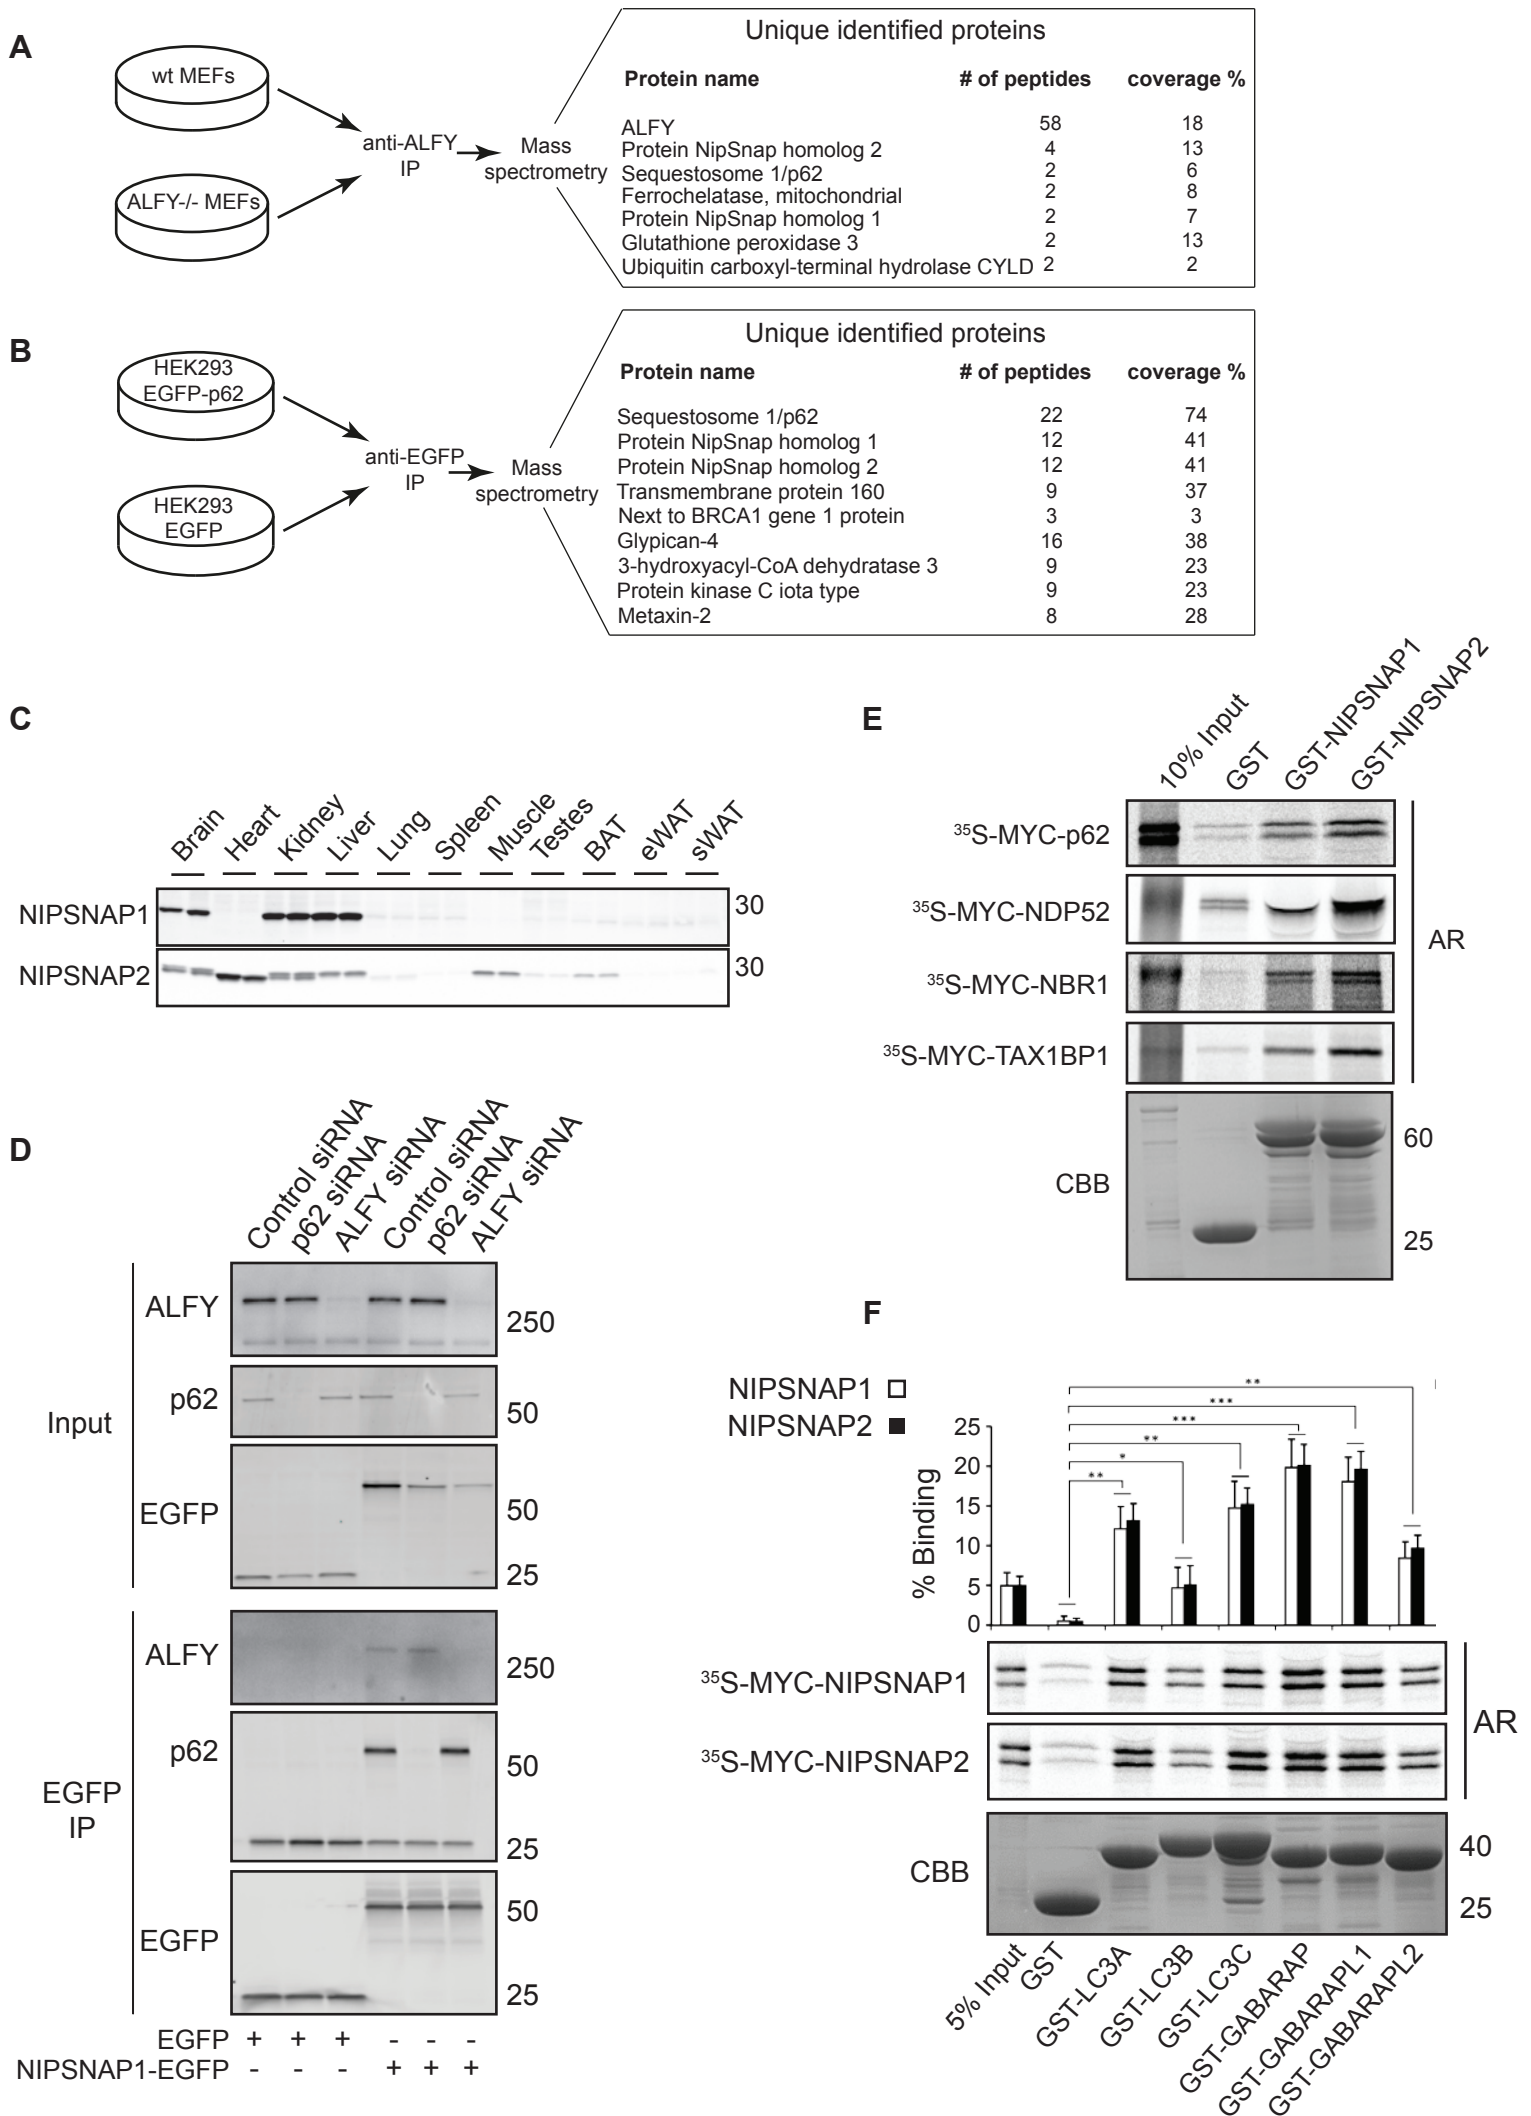 A
wt MEFs
ALFY-/- MEFs
anti-ALFY
IP
Mass
spectrometry
Unique identified proteins
Protein name # of peptides coverage %
ALFY 58 18
Protein NipSnap homolog 2 4 13
Sequestosome 1/p62 2 6
Ferrochelatase, mitochondrial 2 8
Protein NipSnap homolog 1 2 7
Glutathione peroxidase 3 2 13
Ubiquitin carboxyl-terminal hydrolase CYLD 2 2
B
HEK293
EGFP-p62
HEK293
EGFP
anti-EGFP
IP
Mass
spectrometry
Unique identified proteins
Protein name # of peptides coverage %
Sequestosome 1/p62 22 74
Protein NipSnap homolog 1 12 41
Protein NipSnap homolog 2 12 41
Transmembrane protein 160 9 37
Next to BRCA1 gene 1 protein 3 3
Glypican-4 16 38
3-hydroxyacyl-CoA dehydratase 3 9 23
Protein kinase C iota type 9 23
Metaxin-2 8 28
C
Brain Heart Kidney Liver Lung Spleen Muscle Testes BAT eWAT sWAT
NIPSNAP1 30
NIPSNAP2 30
D
Control siRNA p62 siRNA ALFY siRNA Control siRNA p62 siRNA ALFY siRNA
Input
ALFY 250
p62 50
EGFP 50
25
EGFP
IP
ALFY 250
p62 50
25
EGFP 50
25
EGFP + + + - - -
NIPSNAP1-EGFP - - - + + +
E
10% Input GST GST-NIPSNAP1 GST-NIPSNAP2
35S-MYC-p62
35S-MYC-NDP52
35S-MYC-NBR1
35S-MYC-TAX1BP1
AR
CBB 60
25
F
NIPSNAP1
NIPSNAP2
% Binding
25
20
15
10
5
0
**
***
***
**
*
**
35S-MYC-NIPSNAP1
35S-MYC-NIPSNAP2
AR
CBB 40
25
5% Input GST GST-LC3A GST-LC3B GST-LC3C GST-GABARAP GST-GABARAPL1 GST-GABARAPL2